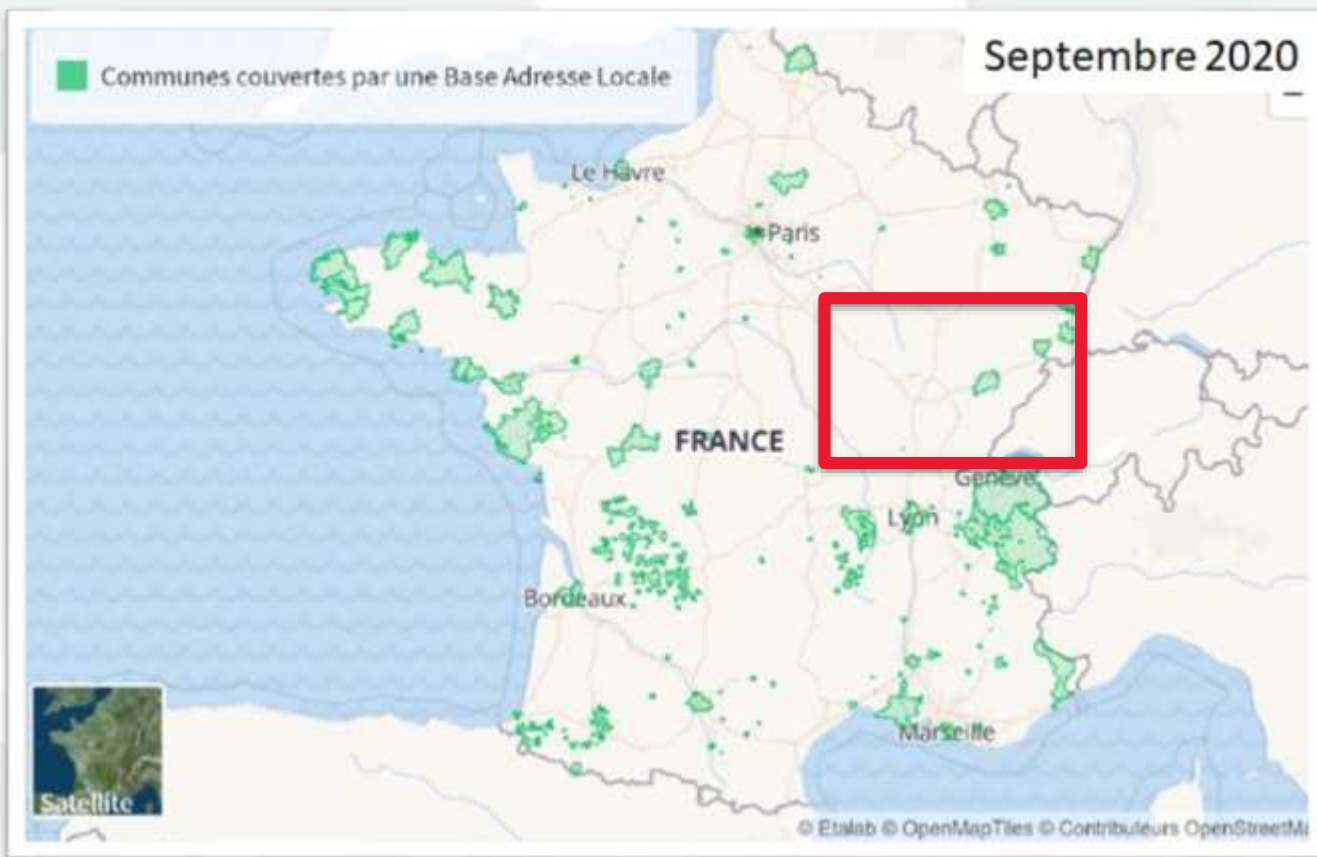 Septembre 2020
Communes couvertes par une Base Adresse Locale
Le Havre
Paris
FRANCE
Genève
Lyon
Bordeaux
Marseille
Satellite
© Etalab © OpenMapTiles © Contributeurs OpenStreetM